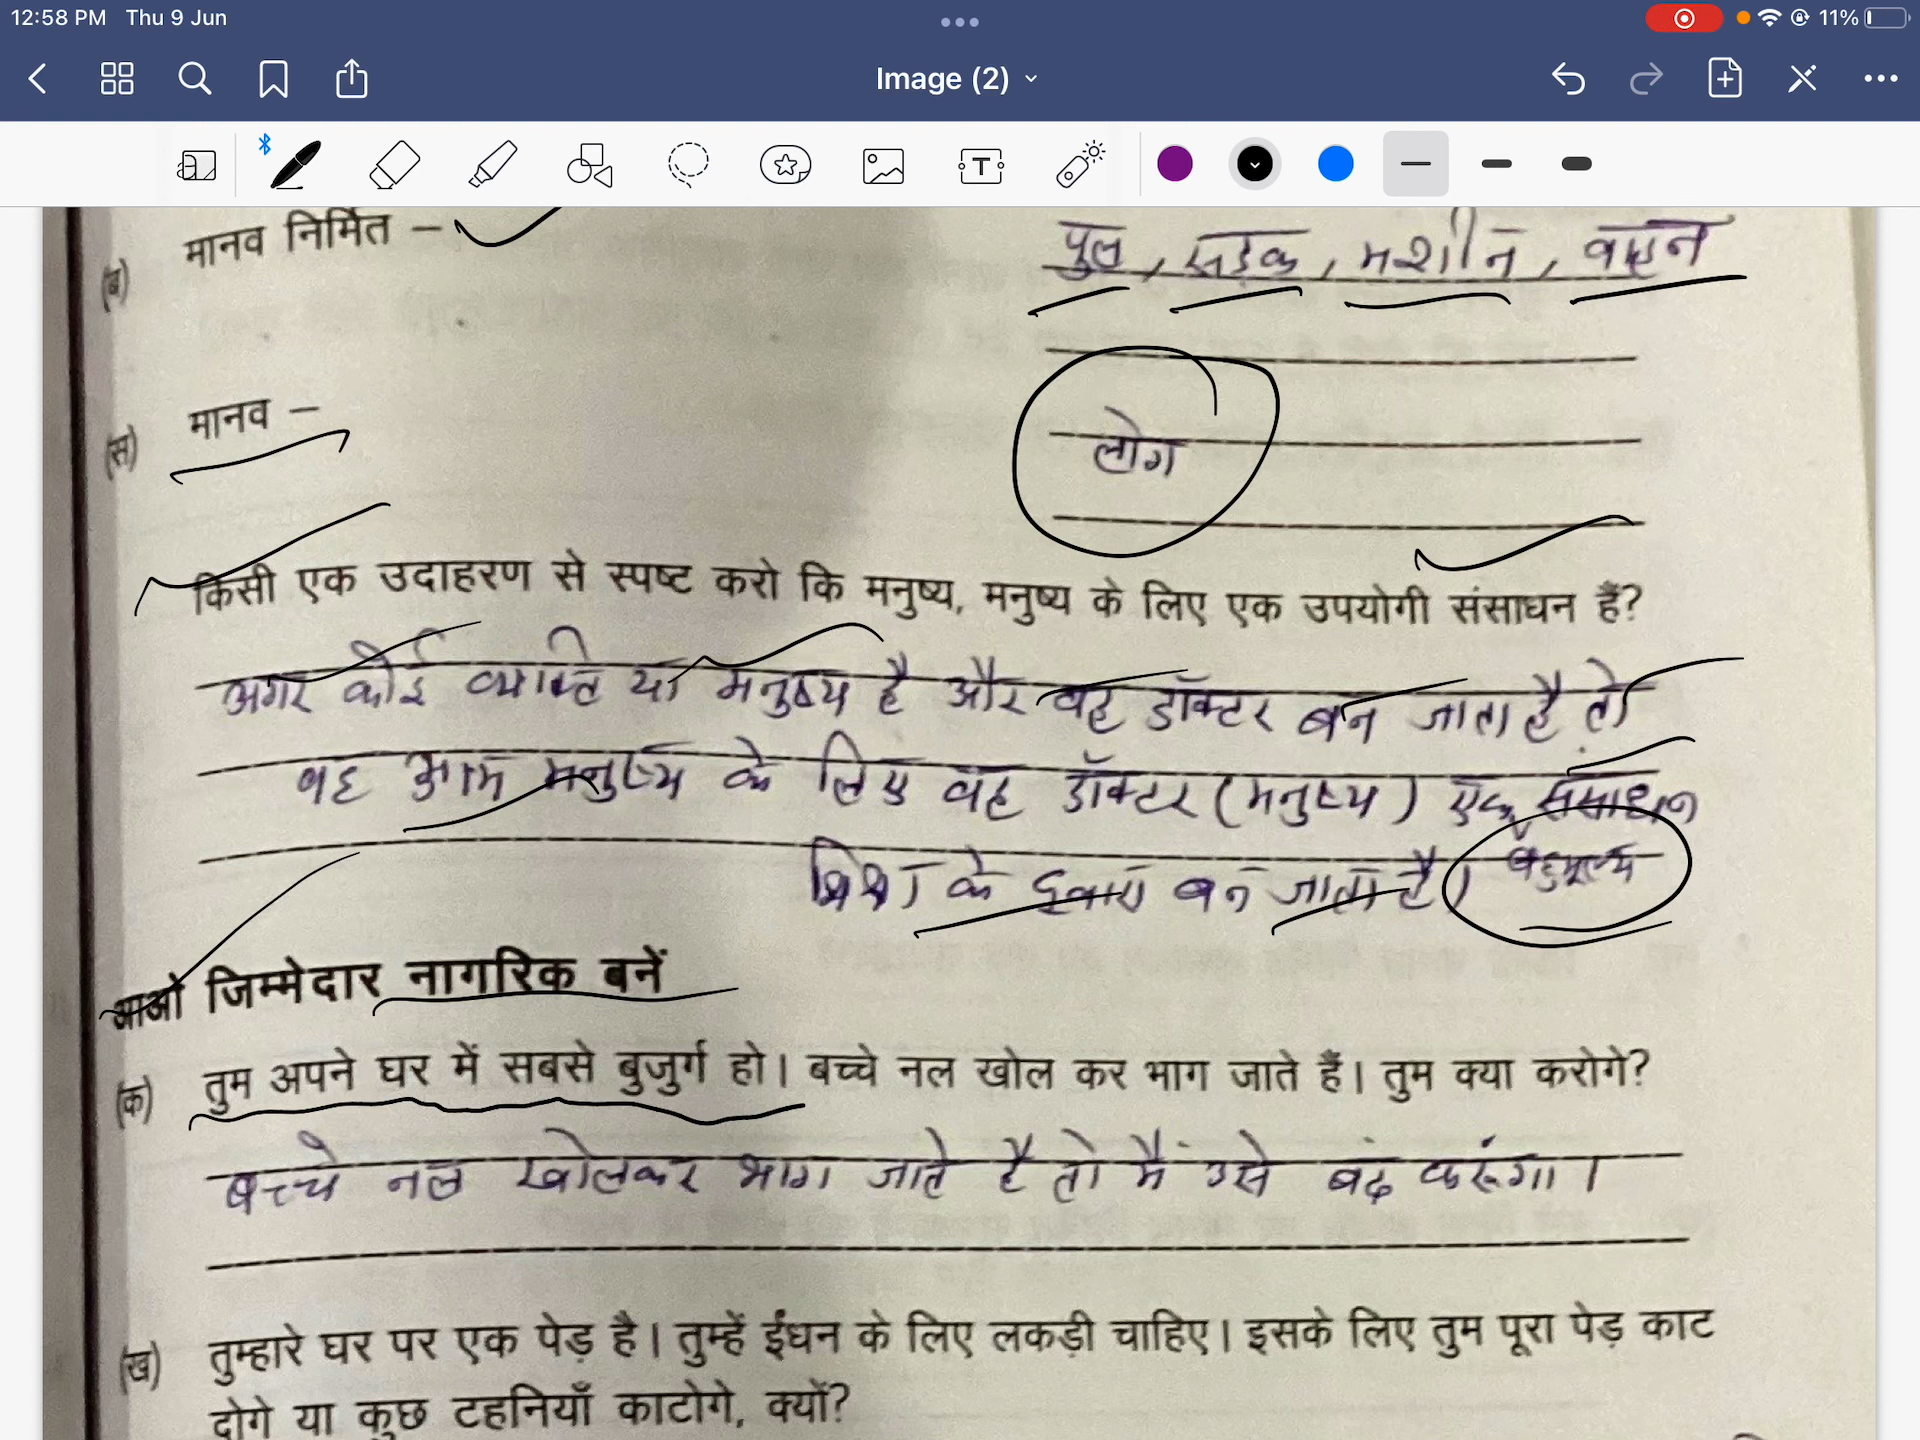 12:58 PM Thu 9 Jun
11%
Image (2)
(ब) मानव निर्मित –
पुल, सड़क, मशीन, वाहन
(स) मानव –
लोग
किसी एक उदाहरण से स्पष्ट करो कि मनुष्य, मनुष्य के लिए एक उपयोगी संसाधन हैं?
अगर कोई व्यक्ति या मनुष्य है और वह डॉक्टर बन जाता है तो
वह आम मनुष्य के लिए वह डॉक्टर (मनुष्य) एक संसाधन
के द्वारा बन जाता है। बहुमूल्य
आओ जिम्मेदार नागरिक बनें
(क) तुम अपने घर में सबसे बुजुर्ग हो। बच्चे नल खोल कर भाग जाते हैं। तुम क्या करोगे?
बच्चे नल खोलकर भाग जाते है तो मैं उसे बंद करूंगा।
(ख) तुम्हारे घर पर एक पेड़ है। तुम्हें ईंधन के लिए लकड़ी चाहिए। इसके लिए तुम पूरा पेड़ काट
दोगे या कुछ टहनियाँ काटोगे, क्यों?